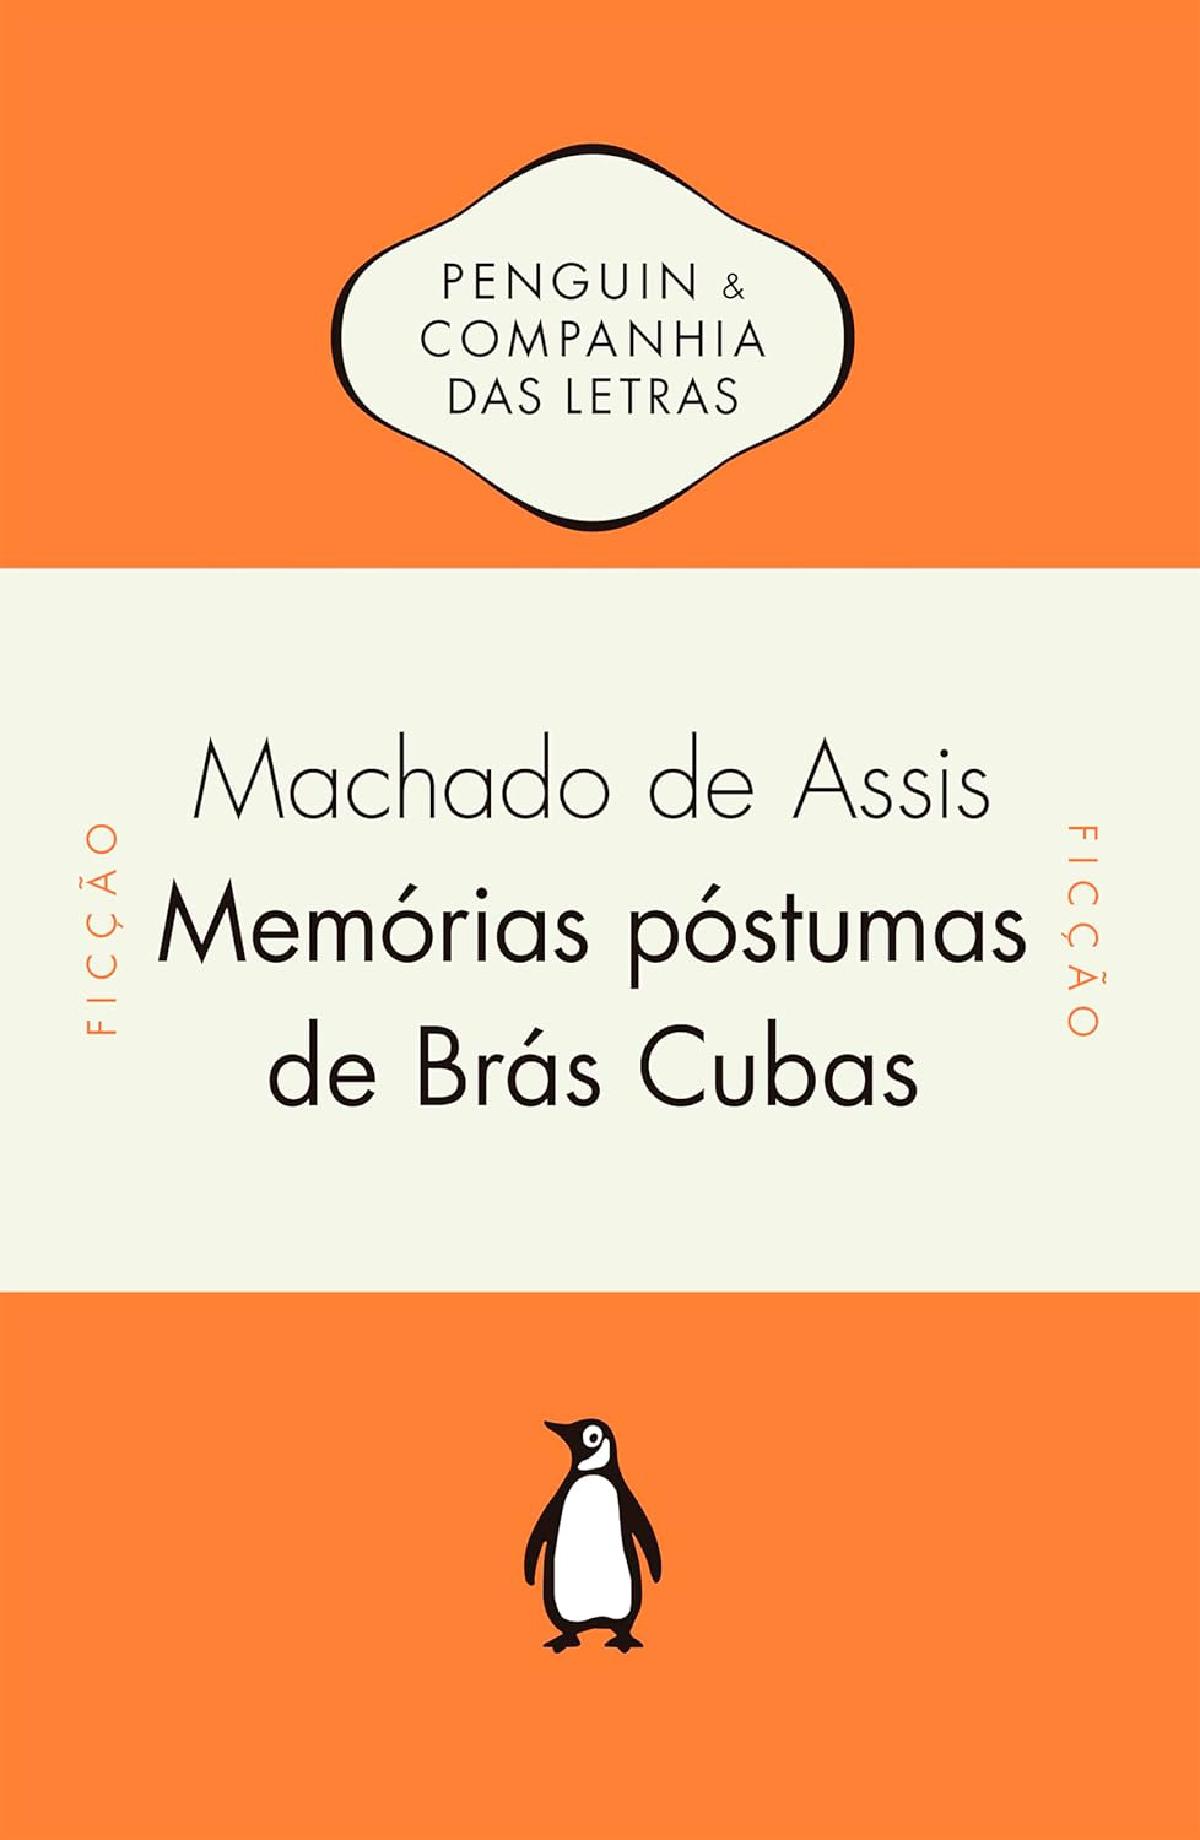 PENGUIN &
COMPANHIA
DAS LETRAS
Machado de Assis
Memórias póstumas
de Brás Cubas
FICÇÃO
FICÇÃO